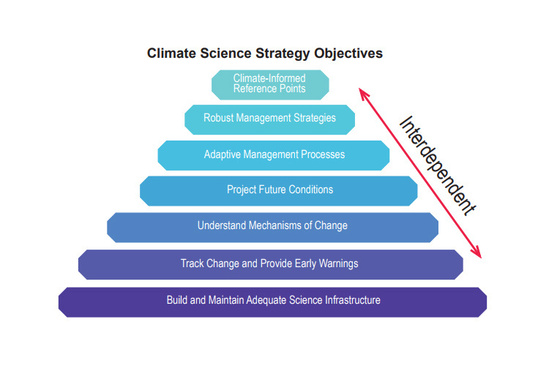 Climate Science Strategy Objectives
Climate-Informed
Reference Points
Robust Management Strategies
Adaptive Management Processes
Project Future Conditions
Understand Mechanisms of Change
Track Change and Provide Early Warnings
Build and Maintain Adequate Science Infrastructure
Interdependent